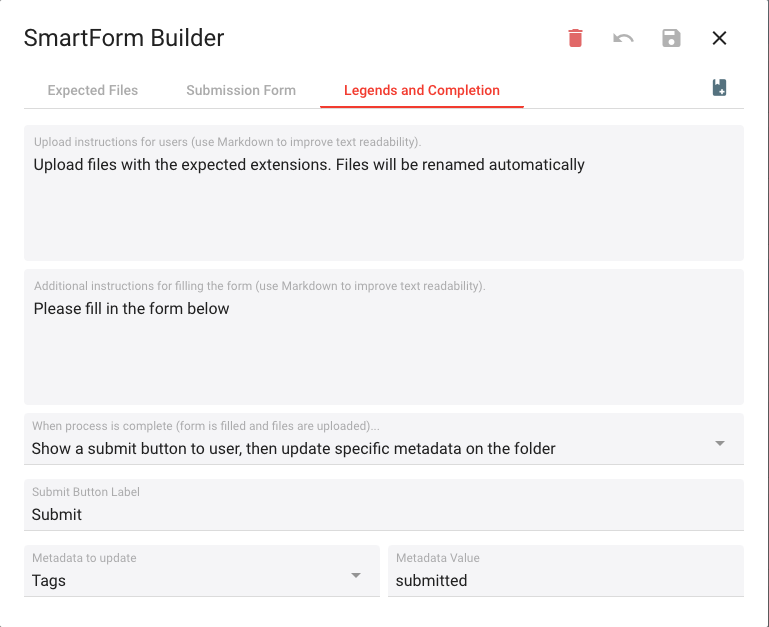 SmartForm Builder
Expected Files
Submission Form
Legends and Completion
Upload instructions for users (use Markdown to improve text readability).
Upload files with the expected extensions. Files will be renamed automatically
Additional instructions for filling the form (use Markdown to improve text readability).
Please fill in the form below
When process is complete (form is filled and files are uploaded)...
Show a submit button to user, then update specific metadata on the folder
Submit Button Label
Submit
Metadata to update
Tags
Metadata Value
submitted